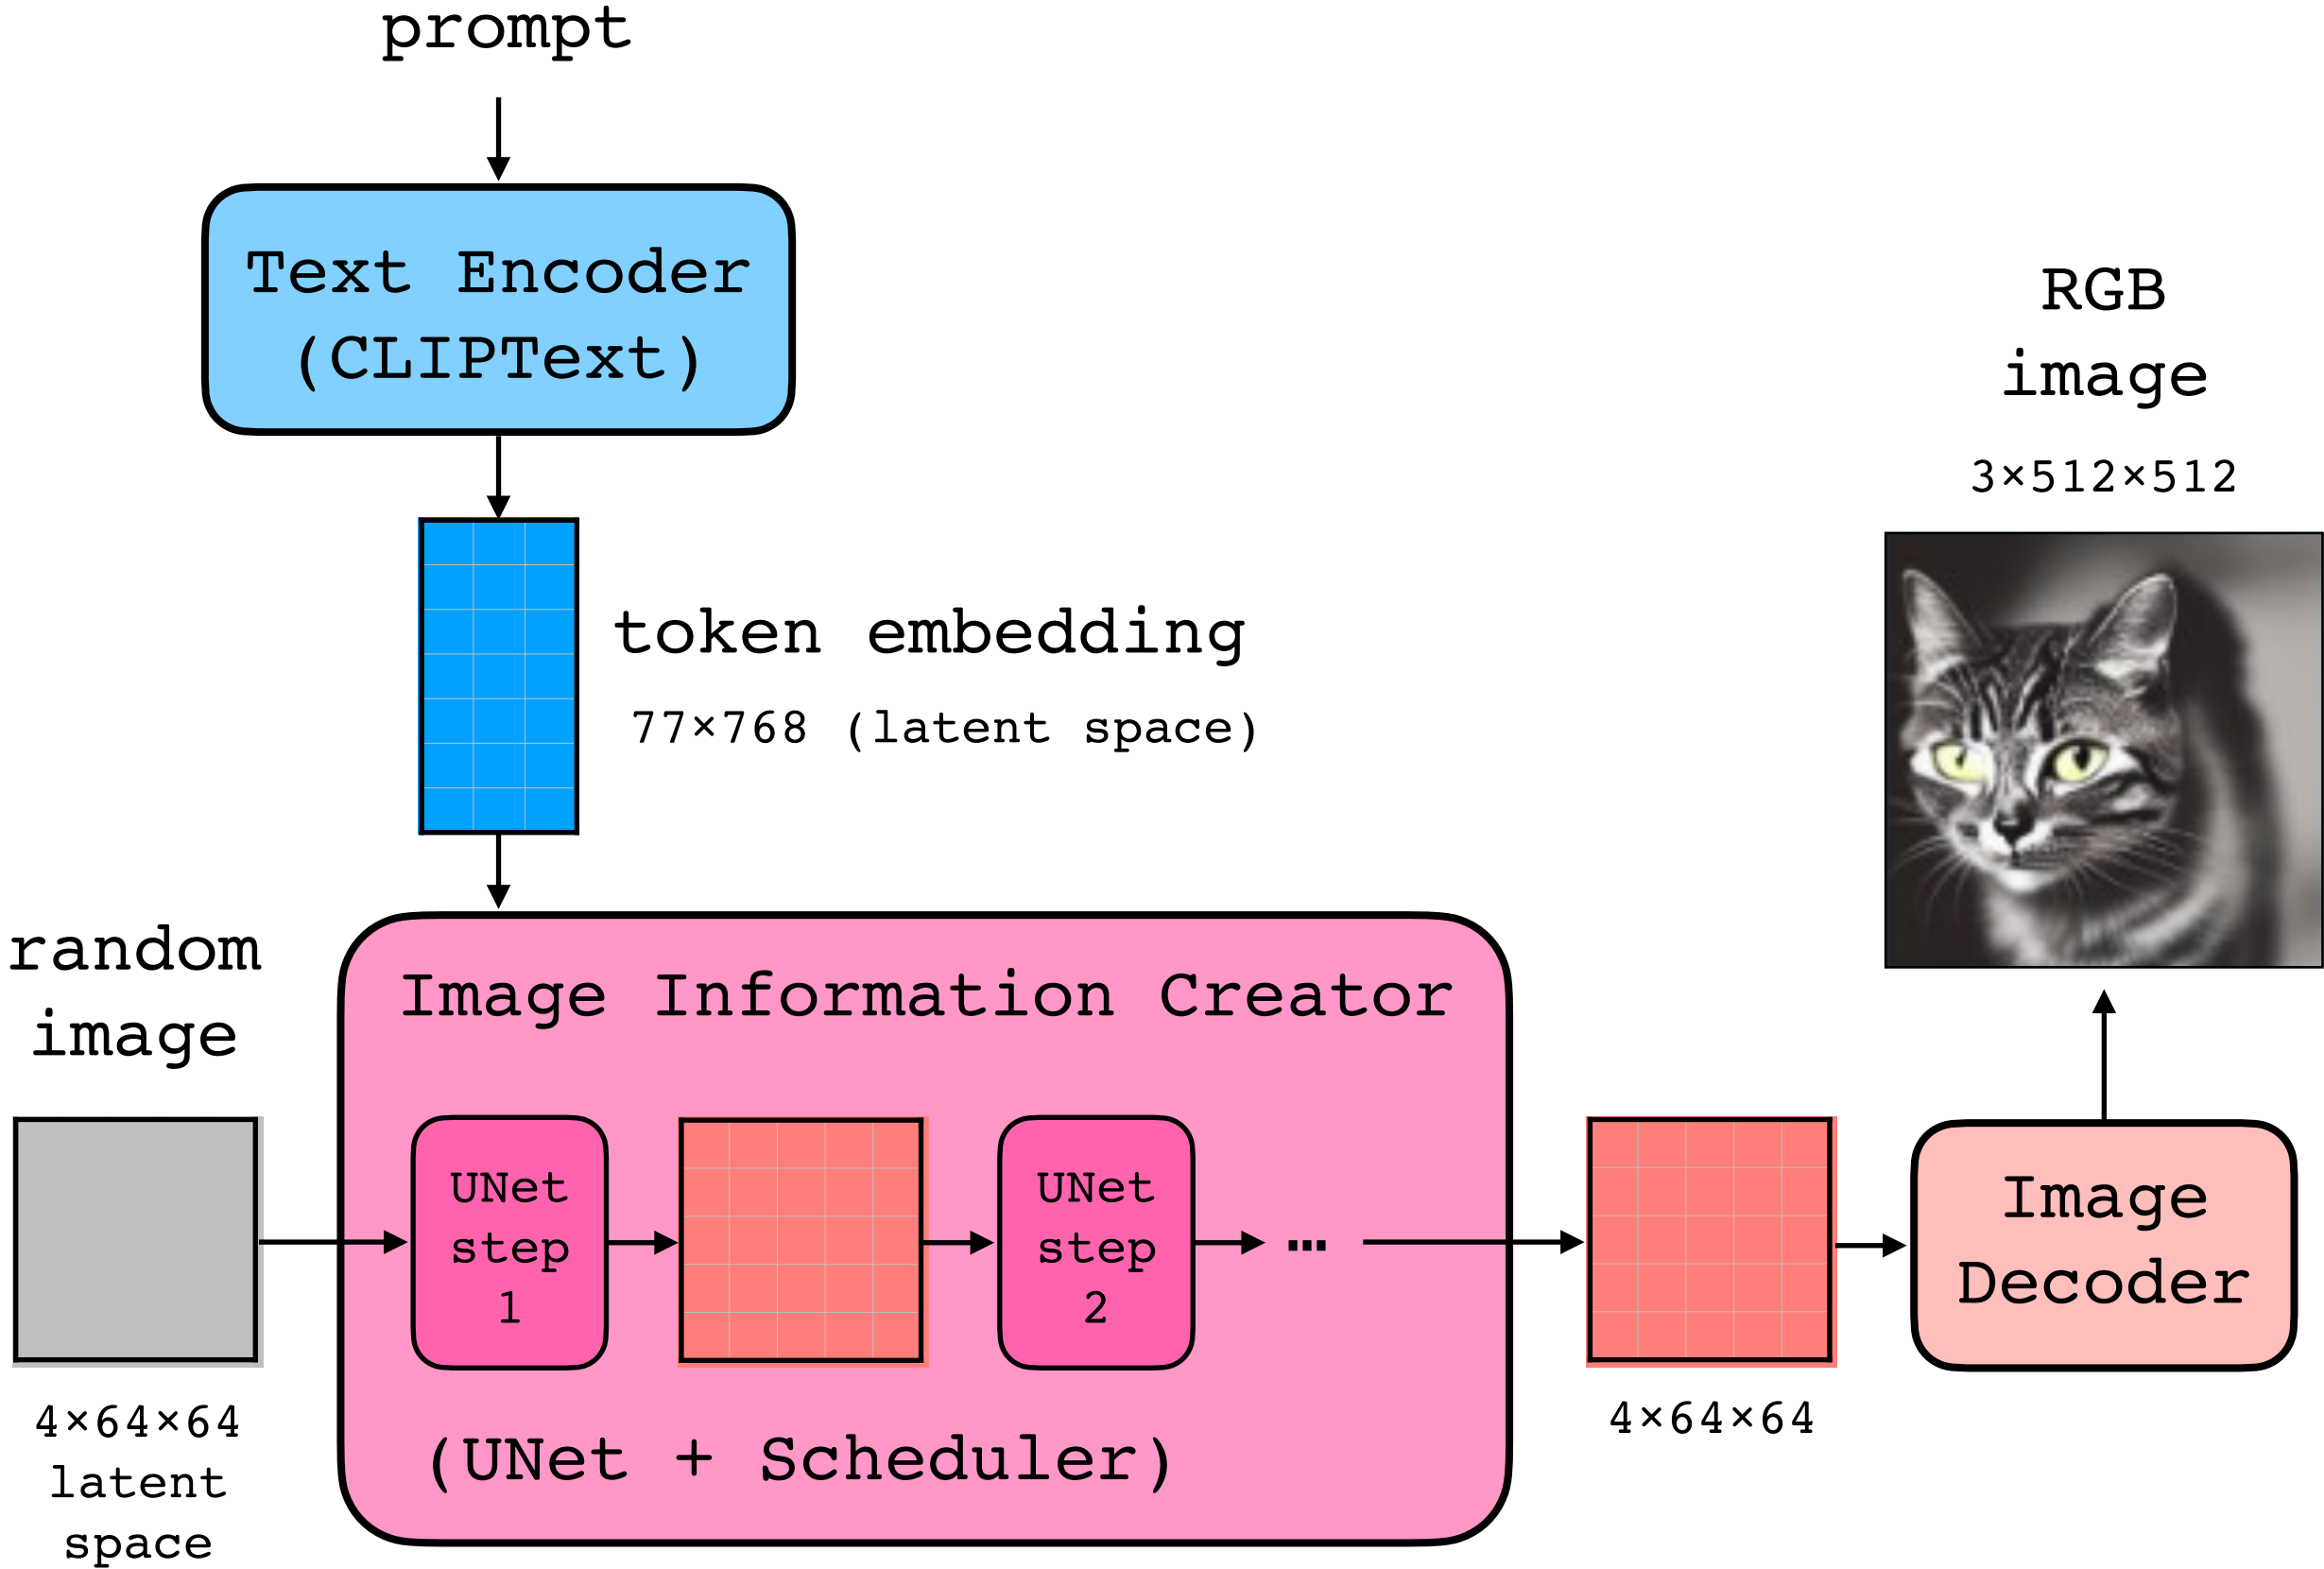 prompt
Text Encoder
(CLIPText)
token embedding
77×768 (latent space)
RGB
image
3×512×512
random
image
4×64×64
latent
space
Image Information Creator
UNet
step
1
UNet
step
2
…
(UNet + Scheduler)
4×64×64
Image
Decoder